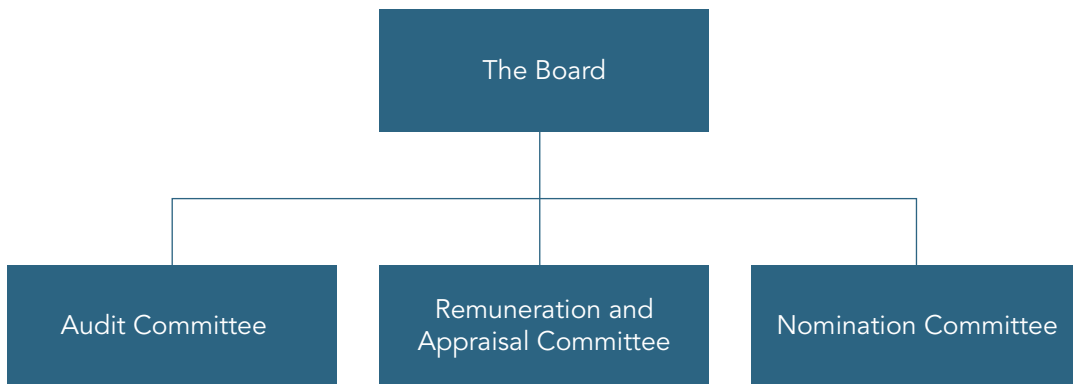 The Board
Audit Committee
Remuneration and
Appraisal Committee
Nomination Committee